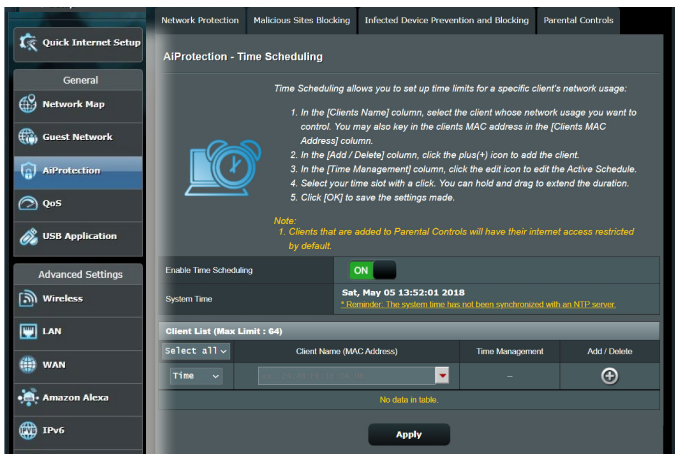 Network Protection
Malicious Sites Blocking
Infected Device Prevention and Blocking
Parental Controls
Quick Internet Setup
General
Network Map
Guest Network
AiProtection
QoS
USB Application
Advanced Settings
Wireless
LAN
WAN
Amazon Alexa
IPv6
AiProtection - Time Scheduling
Time Scheduling allows you to set up time limits for a specific client's network usage:
1. In the [Clients Name] column, select the client whose network usage you want to
control. You may also key in the clients MAC address in the [Clients MAC
Address] column.
2. In the [Add / Delete] column, click the plus(+) icon to add the client.
3. In the [Time Management] column, click the edit icon to edit the Active Schedule.
4. Select your time slot with a click. You can hold and drag to extend the duration.
5. Click [OK] to save the settings made.
Note:
1. Clients that are added to Parental Controls will have their internet access restricted
by default.
Enable Time Scheduling
ON
System Time
Sat, May 05 13:52:01 2018
* Reminder: The system time has not been synchronized with an NTP server.
Client List (Max Limit : 64)
Select all
Client Name (MAC Address)
Time Management
Add / Delete
Time
–
No data in table.
Apply